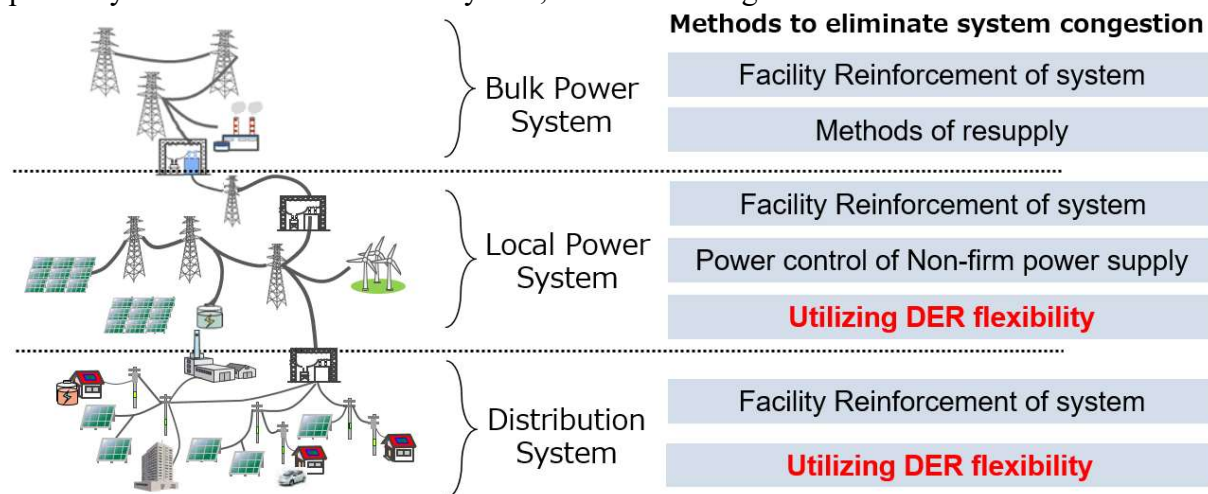 Methods to eliminate system congestion
Bulk Power
System
Facility Reinforcement of system
Methods of resupply
Local Power
System
Facility Reinforcement of system
Power control of Non-firm power supply
Utilizing DER flexibility
Distribution
System
Facility Reinforcement of system
Utilizing DER flexibility